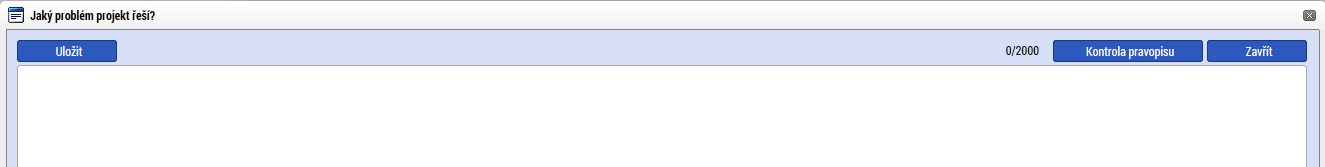 Jaký problém projekt řeší?
Uložit 0/2000 Kontrola pravopisu Zavřít